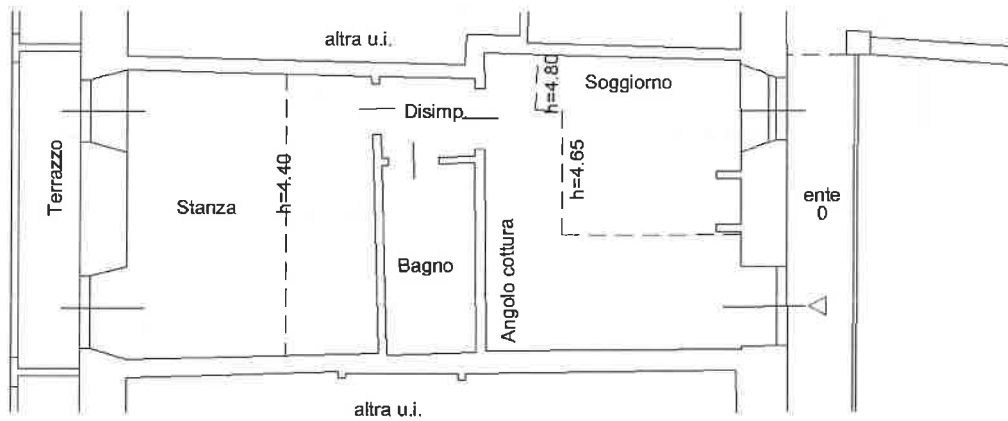 altra u.i.
h=4.80
Soggiorno
Disimp.
h=4.65
h=4.40
Terrazzo
Stanza
ente
0
Bagno
Angolo cottura
altra u.i.